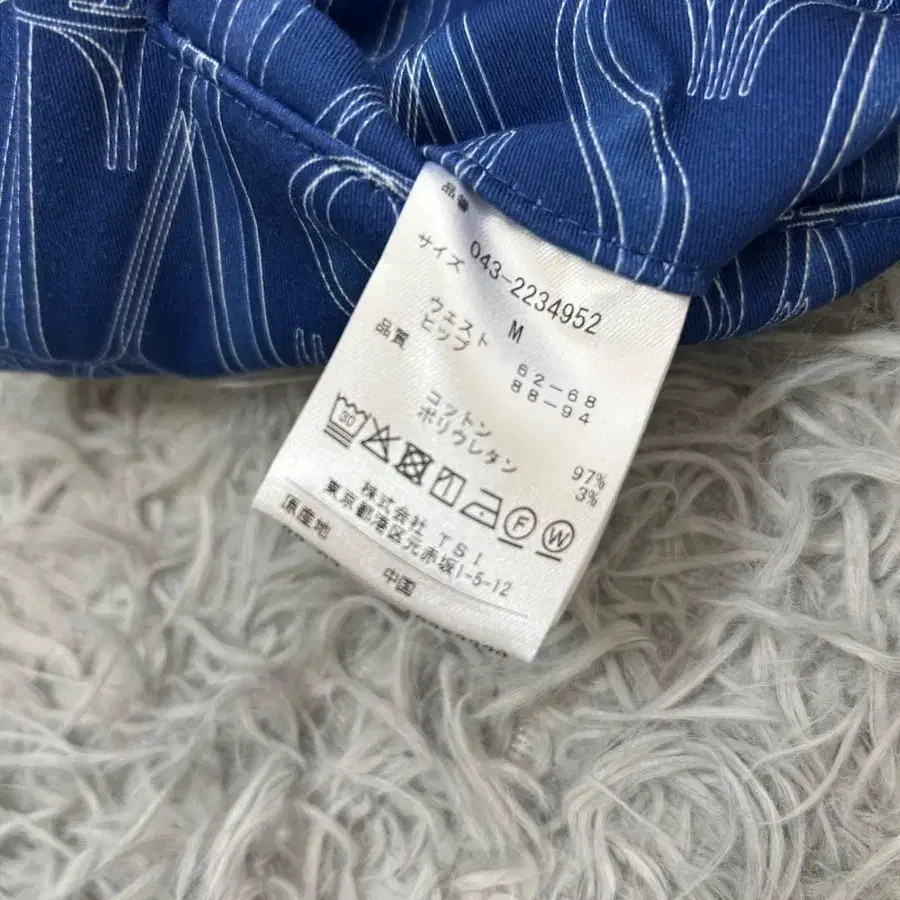 品番
043-2234952
サイズ M
ウェスト 62-68
ヒップ 88-94
品質
コットン 97%
ポリウレタン 3%
30
F W
株式会社 TSI
東京都港区元赤坂1-5-12
原産地 中国